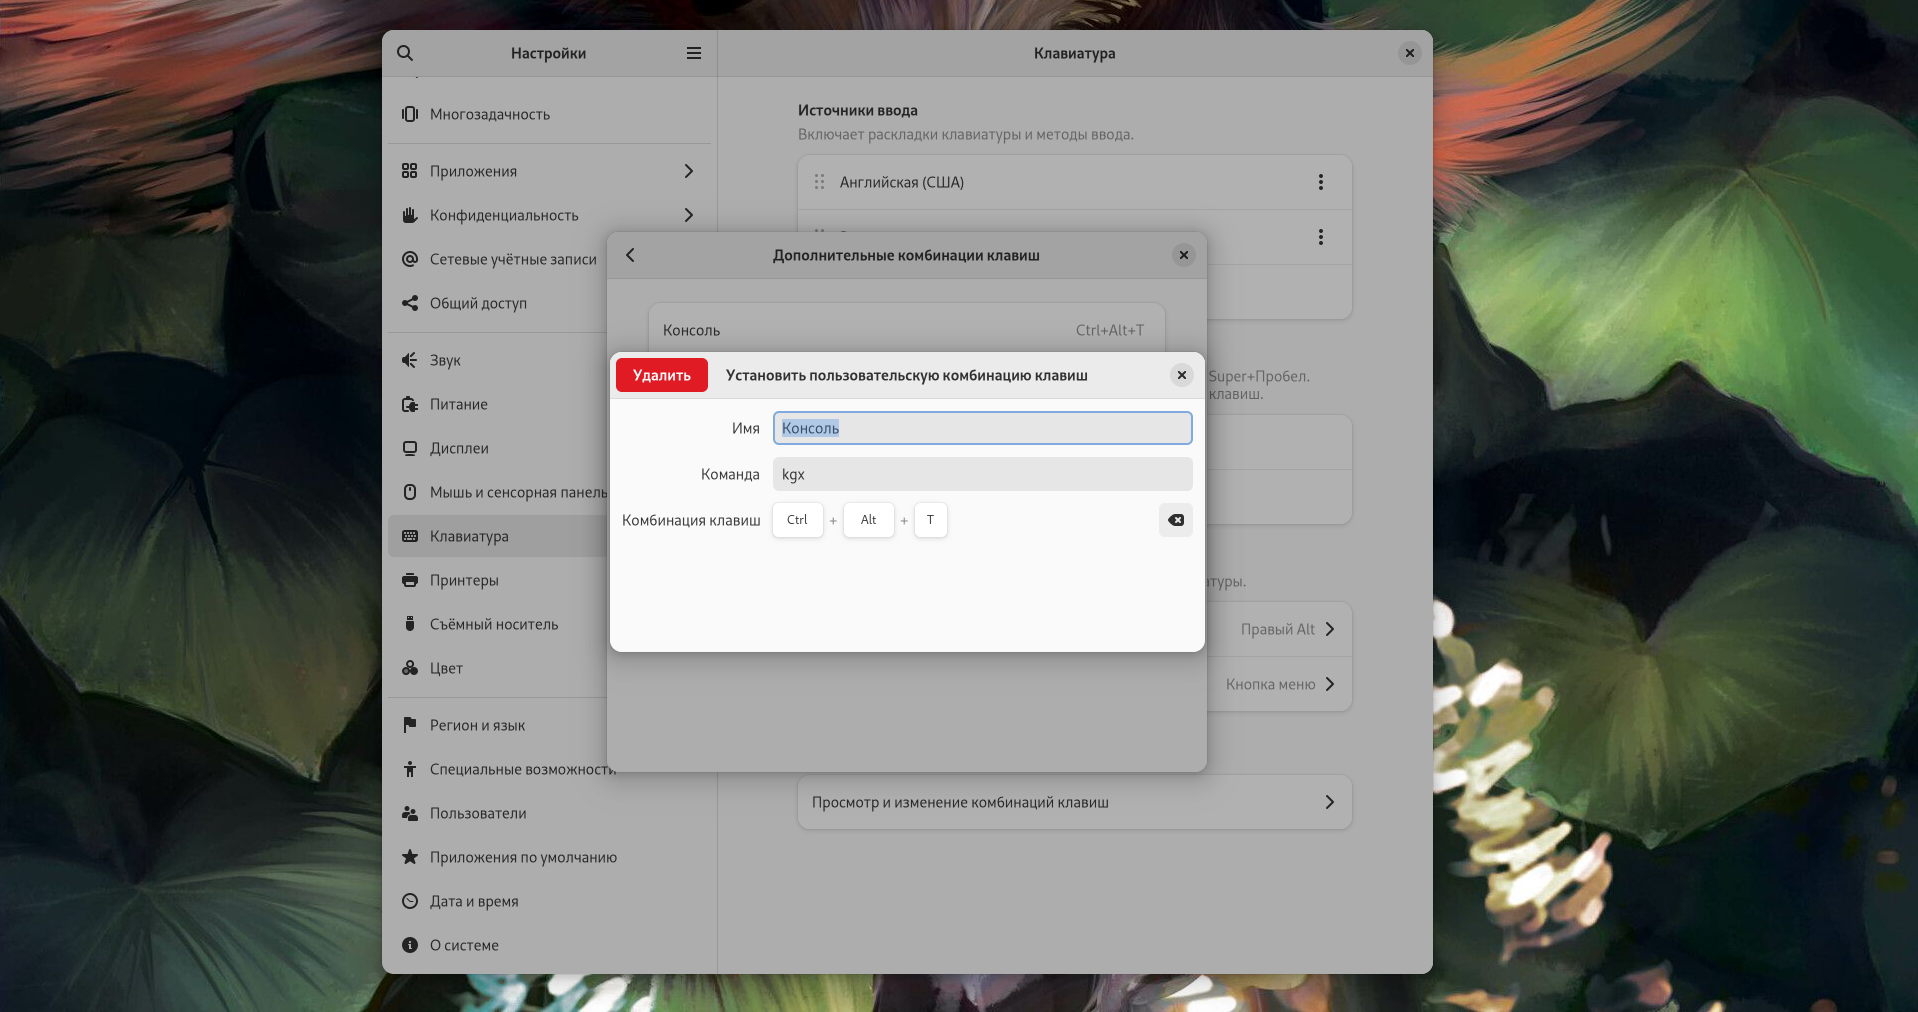 Настройки
Многозадачность
Приложения
Конфиденциальность
Сетевые учётные записи
Общий доступ
Звук
Питание
Дисплеи
Мышь и сенсорная панель
Клавиатура
Принтеры
Съёмный носитель
Цвет
Регион и язык
Специальные возможности
Пользователи
Приложения по умолчанию
Дата и время
О системе
Клавиатура
Источники ввода
Включает раскладки клавиатуры и методы ввода.
Английская (США)
Super+Пробел.
клавиш.
Правый Alt
Кнопка меню
Просмотр и изменение комбинаций клавиш
Дополнительные комбинации клавиш
Консоль Ctrl+Alt+T
Удалить Установить пользовательскую комбинацию клавиш
Имя Консоль
Команда kgx
Комбинация клавиш Ctrl + Alt + T